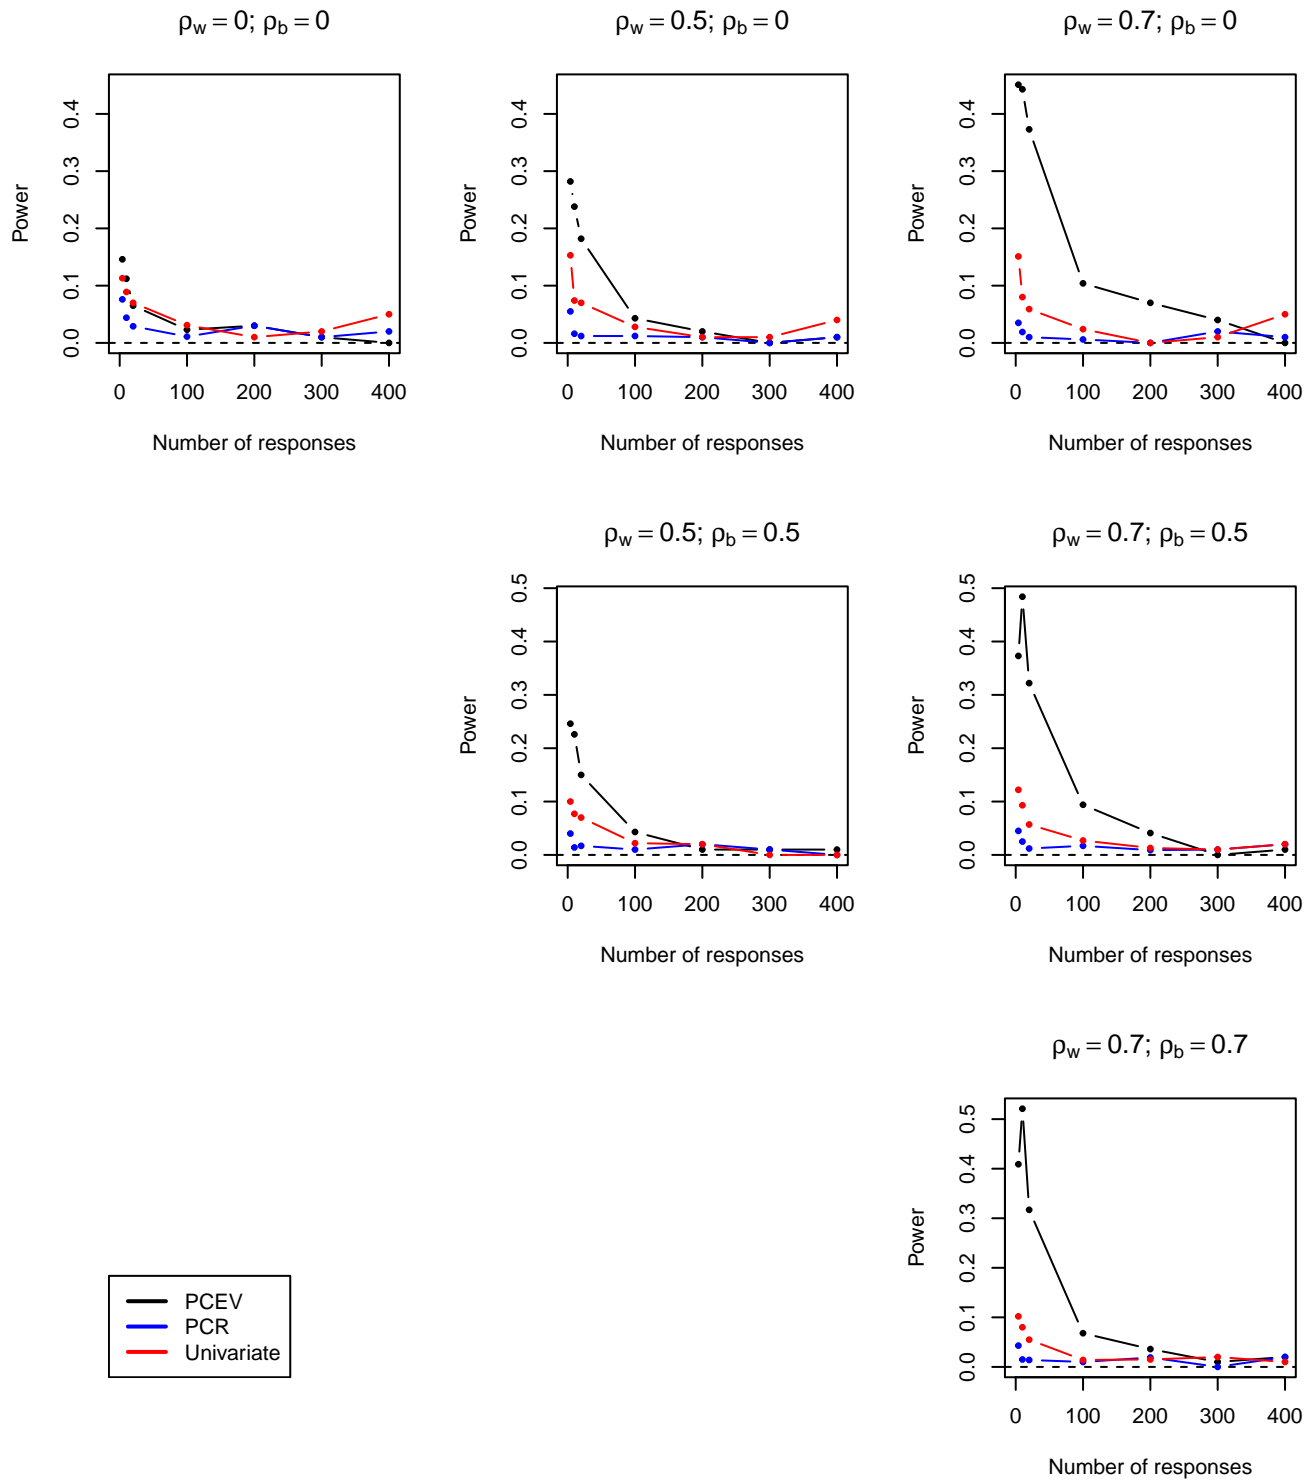 ρw = 0; ρb = 0
Power
0.0 0.1 0.2 0.3 0.4
0 100 200 300 400
Number of responses
ρw = 0.5; ρb = 0
Power
0.0 0.1 0.2 0.3 0.4
0 100 200 300 400
Number of responses
ρw = 0.7; ρb = 0
Power
0.0 0.1 0.2 0.3 0.4
0 100 200 300 400
Number of responses
ρw = 0.5; ρb = 0.5
Power
0.0 0.1 0.2 0.3 0.4 0.5
0 100 200 300 400
Number of responses
ρw = 0.7; ρb = 0.5
Power
0.0 0.1 0.2 0.3 0.4 0.5
0 100 200 300 400
Number of responses
ρw = 0.7; ρb = 0.7
Power
0.0 0.1 0.2 0.3 0.4 0.5
0 100 200 300 400
Number of responses
PCEV
PCR
Univariate